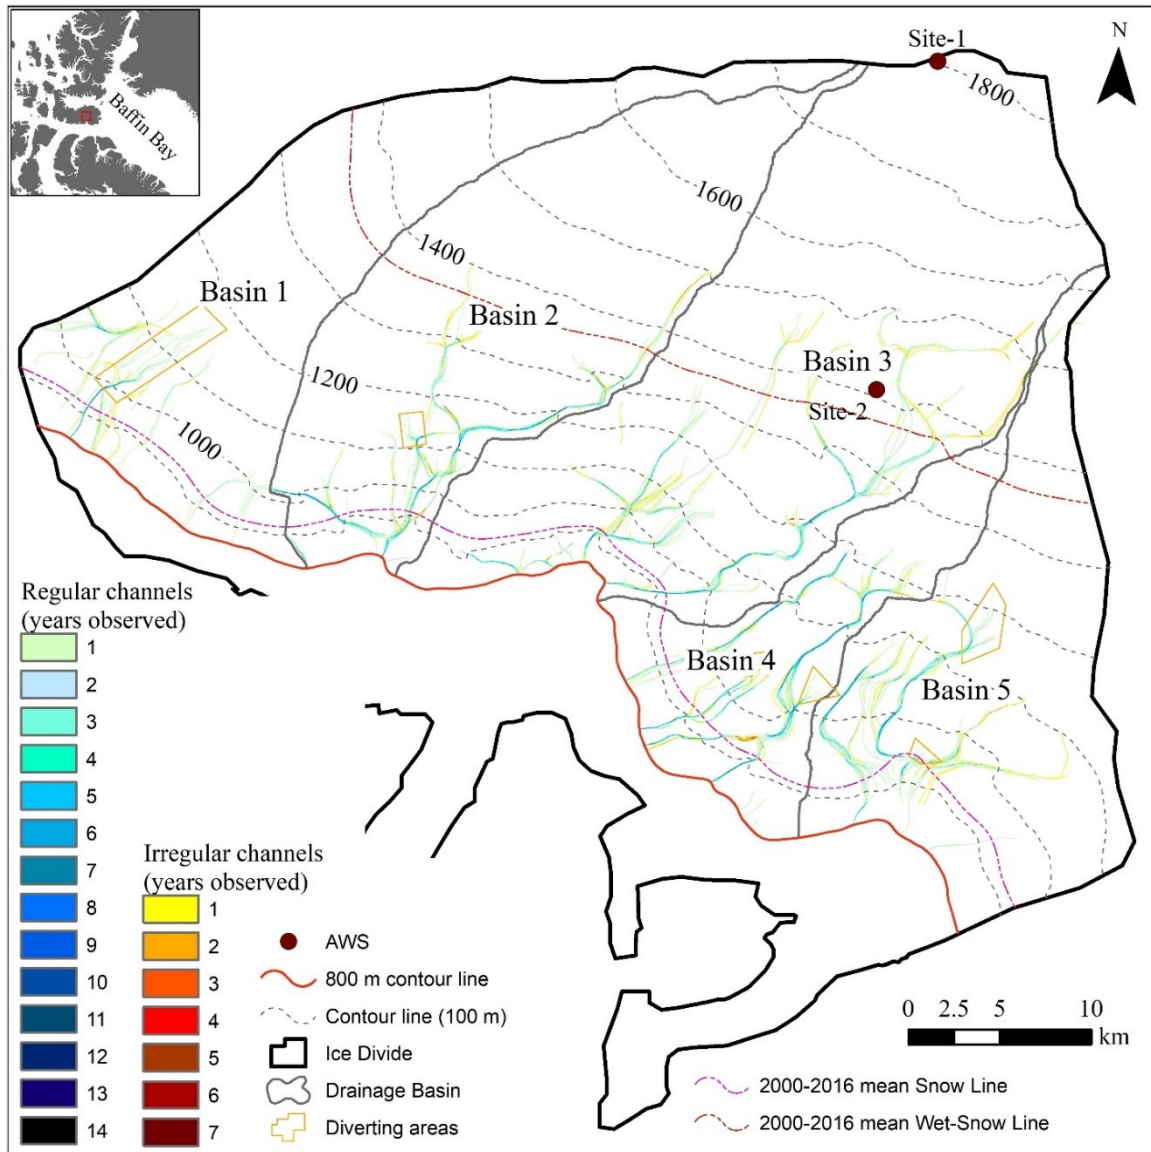 Baffin Bay
Site-1
N
1800
1600
1400
Basin 1
Basin 2
Basin 3
1200
Site-2
1000
Regular channels
(years observed)
1
2
3
4
5
6
7
8
9
10
11
12
13
14
Irregular channels
(years observed)
1
2
3
4
5
6
7
Basin 4
Basin 5
AWS
800 m contour line
Contour line (100 m)
Ice Divide
Drainage Basin
Diverting areas
0 2.5 5 10
km
2000-2016 mean Snow Line
2000-2016 mean Wet-Snow Line